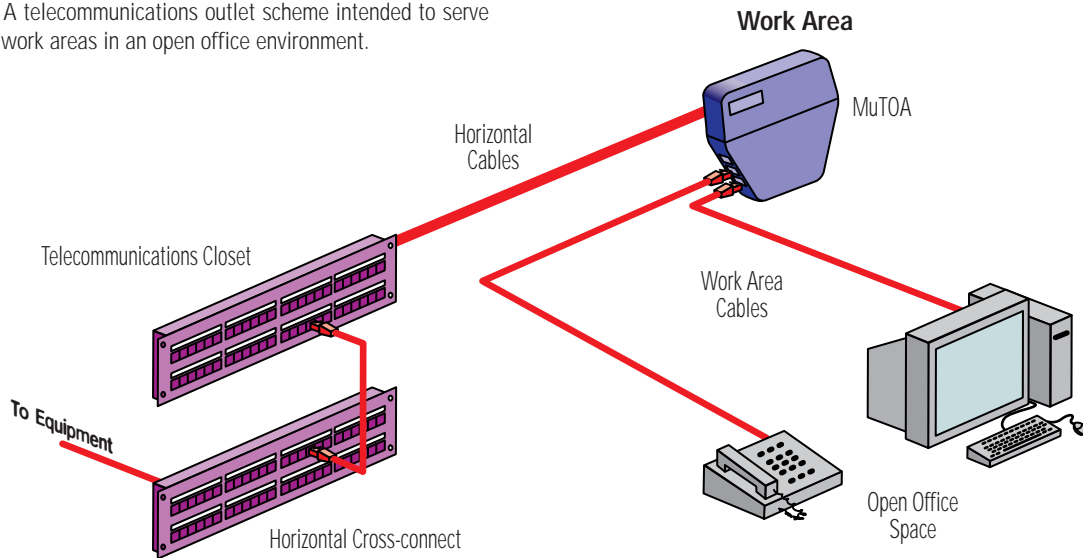 A telecommunications outlet scheme intended to serve
work areas in an open office environment.
Work Area
MuTOA
Horizontal
Cables
Telecommunications Closet
Work Area
Cables
To Equipment
Open Office
Space
Horizontal Cross-connect